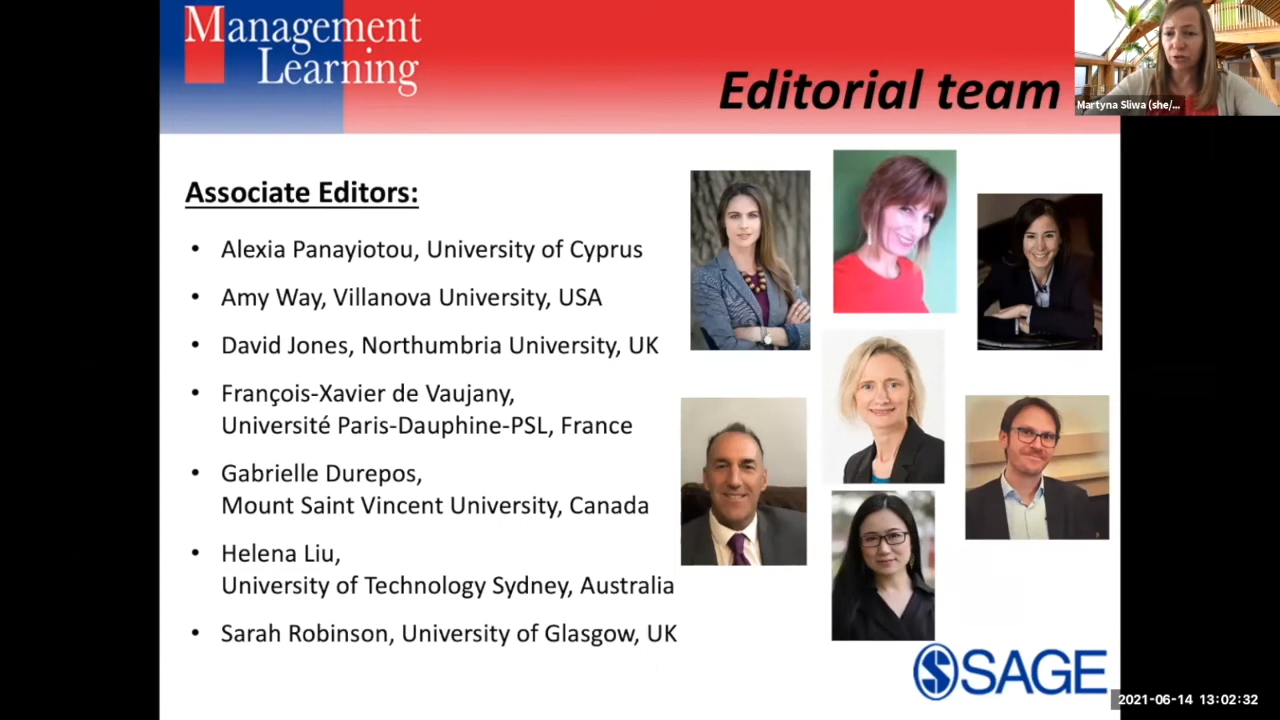 Management
Learning
Editorial team
Martyna Sliwa (she/...
Associate Editors:
• Alexia Panayiotou, University of Cyprus
• Amy Way, Villanova University, USA
• David Jones, Northumbria University, UK
• François-Xavier de Vaujany,
Université Paris-Dauphine-PSL, France
• Gabrielle Durepos,
Mount Saint Vincent University, Canada
• Helena Liu,
University of Technology Sydney, Australia
• Sarah Robinson, University of Glasgow, UK
SAGE
2021-06-14 13:02:32